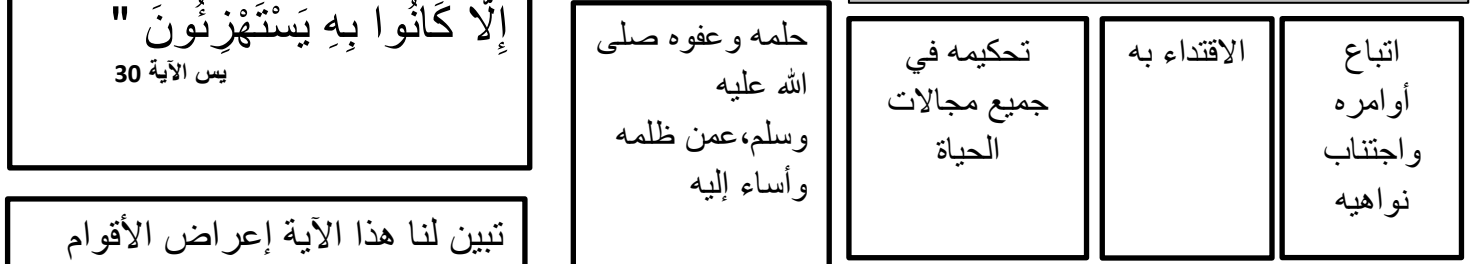 اتباع
أوامره
واجتناب
نواهيه
الاقتداء به
تحكيمه في
جميع مجالات
الحياة
حلمه وعفوه صلى
الله عليه
وسلم،عمن ظلمه
وأساء إليه
إِلَّا كَانُوا بِهِ يَسْتَهْزِئُونَ "
يس الآية 30
تبين لنا هذا الآية إعراض الأقوام